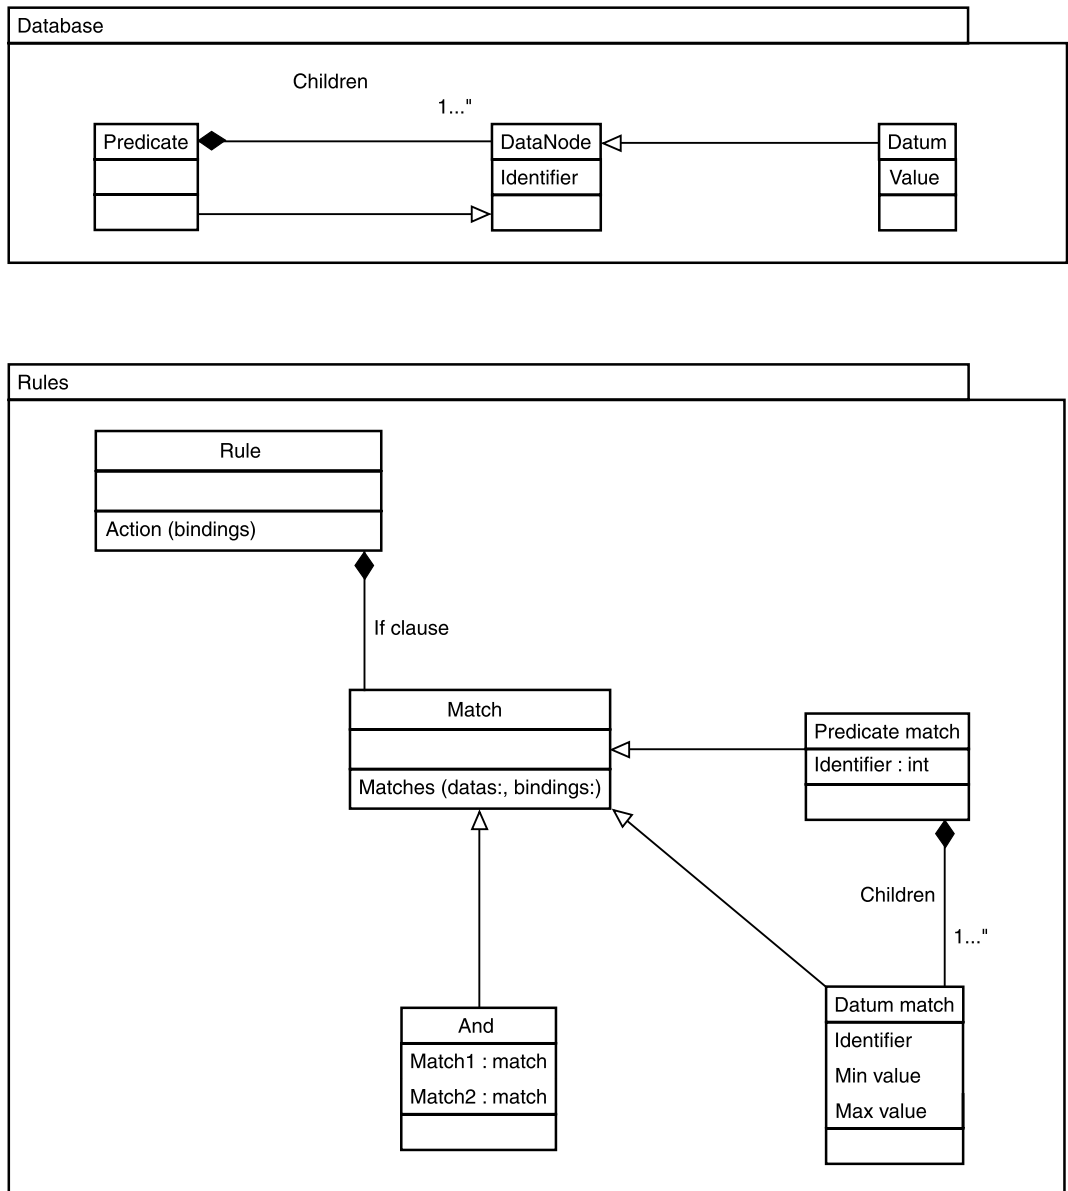 Database
Children
1..."
Predicate
DataNode
Identifier
Datum
Value
Rules
Rule
Action (bindings)
If clause
Match
Matches (datas:, bindings:)
Predicate match
Identifier : int
Children
1..."
And
Match1 : match
Match2 : match
Datum match
Identifier
Min value
Max value